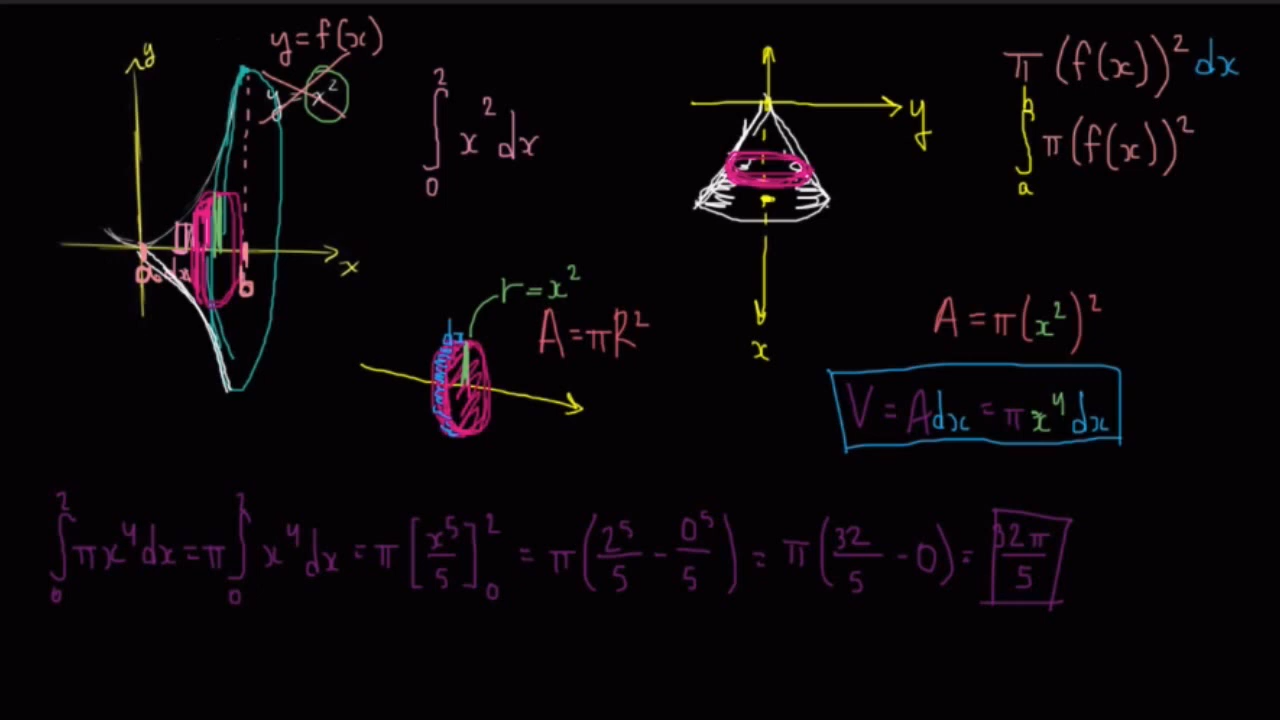 y
y = f(x)
y = x²
x
a
dx
b
∫₀² x² dx
y
x
π(f(x))² dx
∫ₐᵇ π(f(x))²
r = x²
A = πR²
dx
A = π(x²)²
V = Adx = πx⁴dx
∫₀² πx⁴dx = π∫₀² x⁴dx = π[x⁵/5]₀² = π(2⁵/5 - 0⁵/5) = π(32/5 - 0) = 32π/5